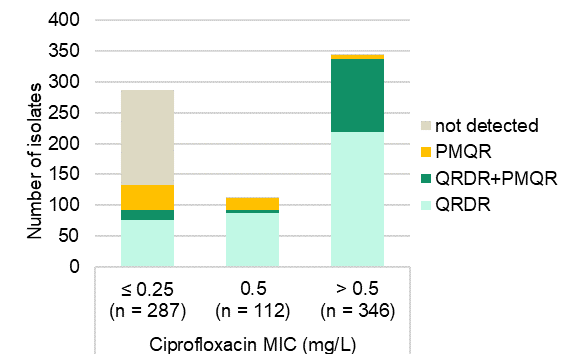 400
350
300
250
200
150
100
50
0
Number of isolates
not detected
PMQR
QRDR+PMQR
QRDR
≤ 0.25
(n = 287)
0.5
(n = 112)
> 0.5
(n = 346)
Ciprofloxacin MIC (mg/L)